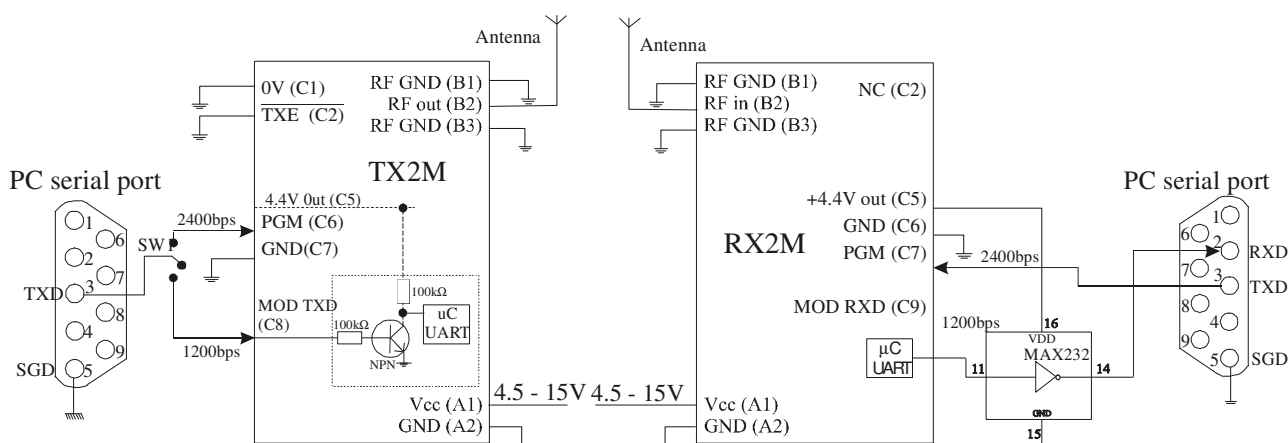 Antenna
Antenna
0V (C1)
TXE (C2)
RF GND (B1)
RF out (B2)
RF GND (B3)
TX2M
RF GND (B1)
RF in (B2)
RF GND (B3)
NC (C2)
RX2M
PC serial port
1
6
2
7
TXD 3
8
4
9
SGD 5
SW1
2400bps
1200bps
4.4V 0ut (C5)
PGM (C6)
GND(C7)
MOD TXD
(C8)
100kΩ
100kΩ
uC
UART
NPN
Vcc (A1)
GND (A2)
4.5 - 15V
4.5 - 15V
Vcc (A1)
GND (A2)
+4.4V out (C5)
GND (C6)
PGM (C7)
MOD RXD (C9)
2400bps
1200bps
μC
UART
16
VDD
MAX232
11
14
GND
15
PC serial port
1
6
2 RXD
7
3 TXD
8
4
9
5 SGD